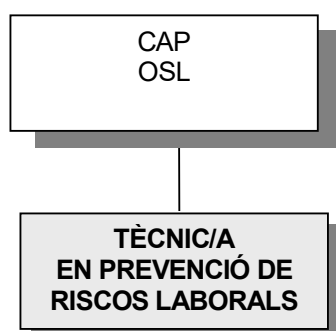 CAP
OSL
TÈCNIC/A
EN PREVENCIÓ DE
RISCOS LABORALS